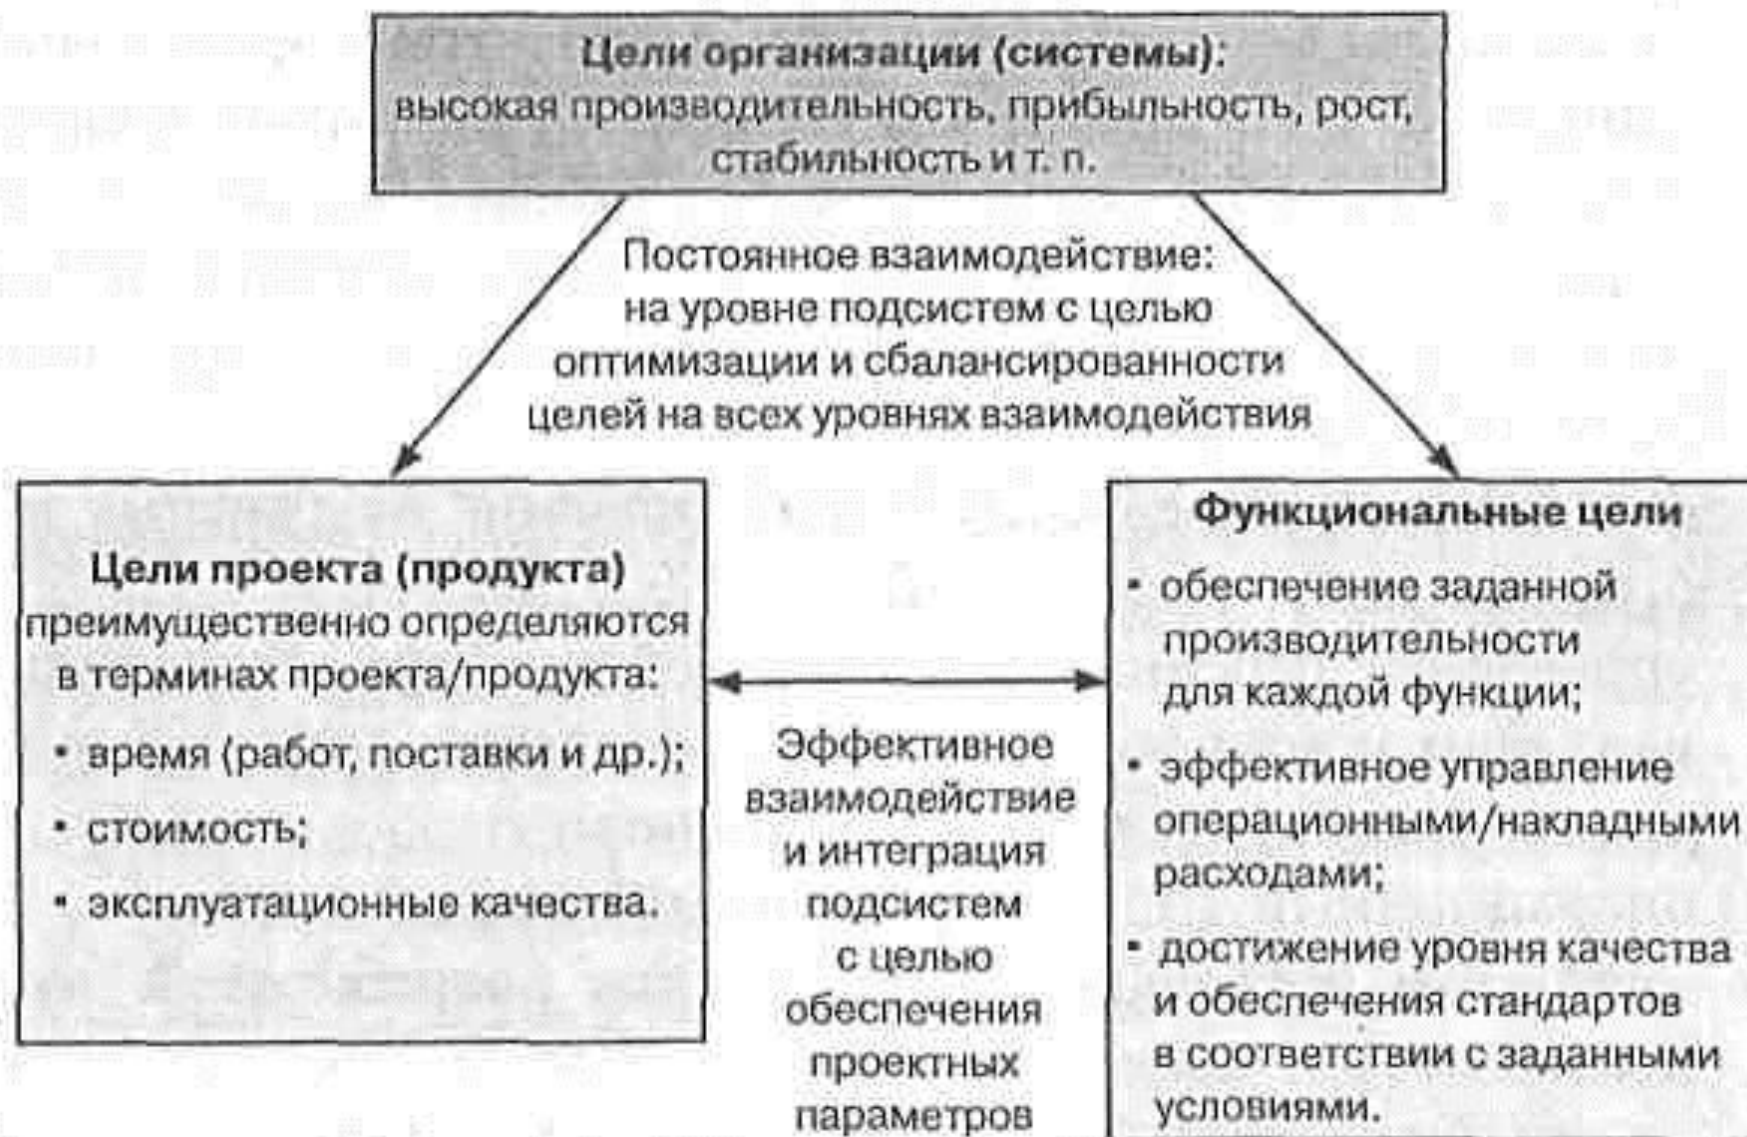 Цели организации (системы):
высокая производительность, прибыльность, рост,
стабильность и т. п.
Постоянное взаимодействие:
на уровне подсистем с целью
оптимизации и сбалансированности
целей на всех уровнях взаимодействия
Цели проекта (продукта)
преимущественно определяются
в терминах проекта/продукта:
• время (работ, поставки и др.);
• стоимость;
• эксплуатационные качества.
Эффективное
взаимодействие
и интеграция
подсистем
с целью
обеспечения
проектных
параметров
Функциональные цели
• обеспечение заданной
производительности
для каждой функции;
• эффективное управление
операционными/накладными
расходами;
• достижение уровня качества
и обеспечения стандартов
в соответствии с заданными
условиями.